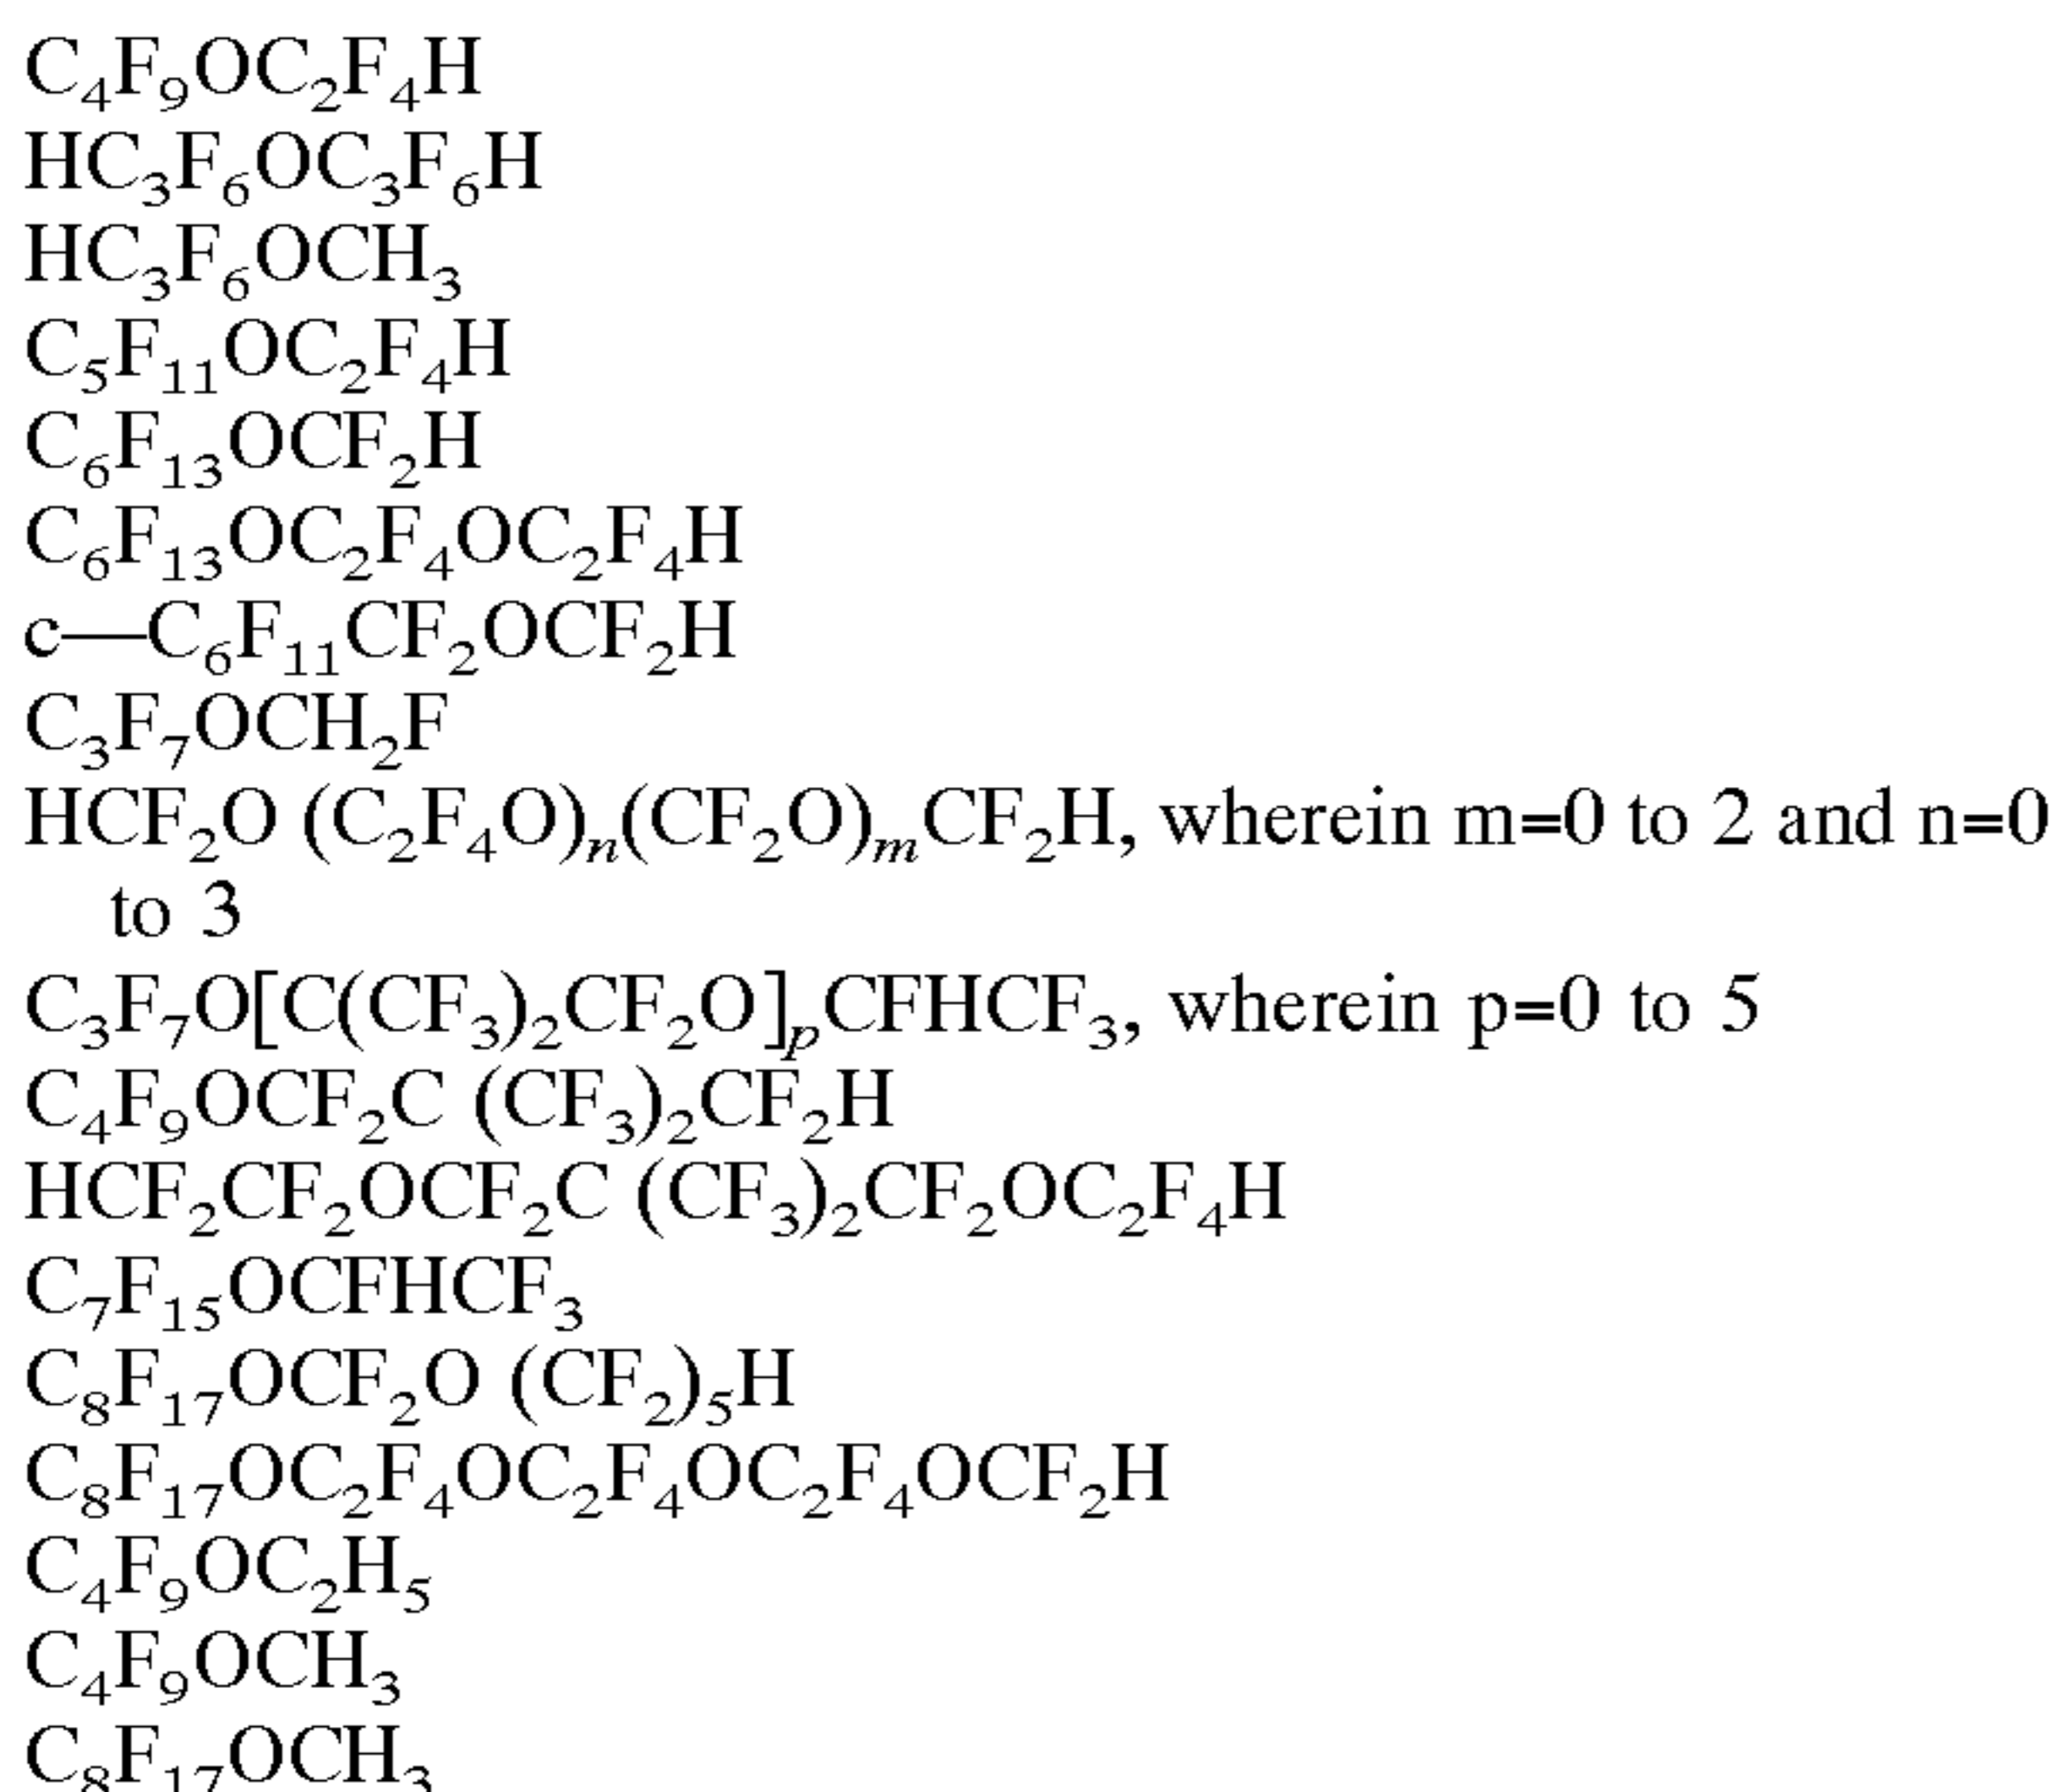 C₄F₉OC₂F₄H
HC₃F₆OC₃F₆H
HC₃F₆OCH₃
C₅F₁₁OC₂F₄H
C₆F₁₃OCF₂H
C₆F₁₃OC₂F₄OC₂F₄H
c—C₆F₁₁CF₂OCF₂H
C₃F₇OCH₂F
HCF₂O (C₂F₄O)ₙ(CF₂O)ₘCF₂H, wherein m=0 to 2 and n=0
to 3
C₃F₇O[C(CF₃)₂CF₂O]ₚCFHCF₃, wherein p=0 to 5
C₄F₉OCF₂C (CF₃)₂CF₂H
HCF₂CF₂OCF₂C (CF₃)₂CF₂OC₂F₄H
C₇F₁₅OCFHCF₃
C₈F₁₇OCF₂O (CF₂)₅H
C₈F₁₇OC₂F₄OC₂F₄OC₂F₄OCF₂H
C₄F₉OC₂H₅
C₄F₉OCH₃
C₈F₁₇OCH₃